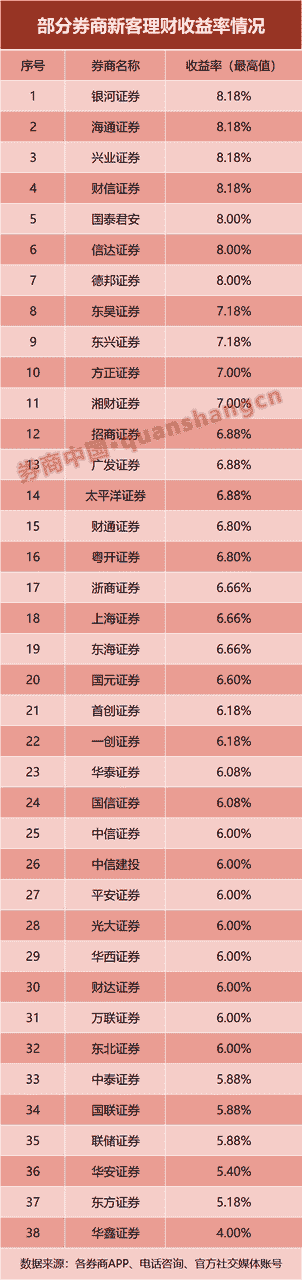 部分券商新客理财收益率情况
序号 券商名称 收益率（最高值）
1 银河证券 8.18%
2 海通证券 8.18%
3 兴业证券 8.18%
4 财信证券 8.18%
5 国泰君安 8.00%
6 信达证券 8.00%
7 德邦证券 8.00%
8 东吴证券 7.18%
9 东兴证券 7.18%
10 方正证券 7.00%
11 湘财证券 7.00%
12 招商证券 6.88%
13 广发证券 6.88%
14 太平洋证券 6.88%
15 财通证券 6.80%
16 粤开证券 6.80%
17 浙商证券 6.66%
18 上海证券 6.66%
19 东海证券 6.66%
20 国元证券 6.60%
21 首创证券 6.18%
22 一创证券 6.18%
23 华泰证券 6.08%
24 国信证券 6.08%
25 中信证券 6.00%
26 中信建投 6.00%
27 平安证券 6.00%
28 光大证券 6.00%
29 华西证券 6.00%
30 财达证券 6.00%
31 万联证券 6.00%
32 东北证券 6.00%
33 中泰证券 5.88%
34 国联证券 5.88%
35 联储证券 5.88%
36 华安证券 5.40%
37 东方证券 5.18%
38 华鑫证券 4.00%
数据来源：各券商APP、电话咨询、官方社交媒体账号
券商中国·quanshangcn